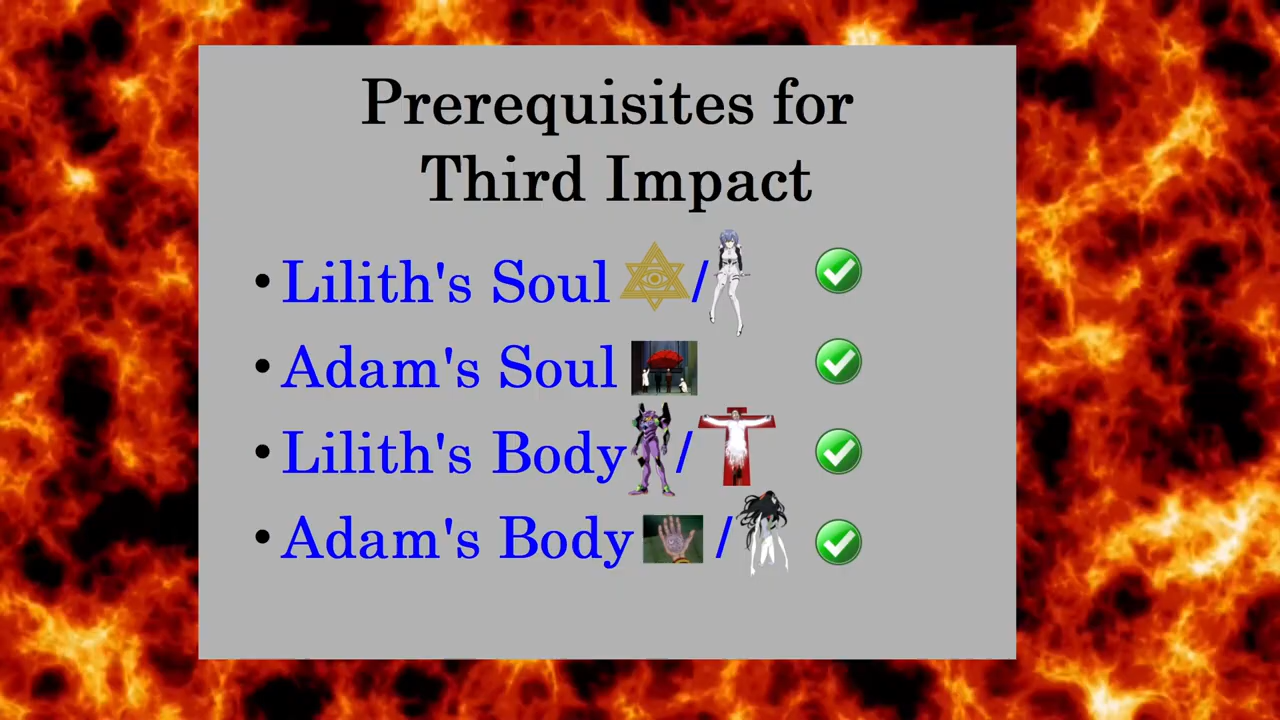 Prerequisites for
Third Impact
• Lilith's Soul /
• Adam's Soul
• Lilith's Body /
• Adam's Body /